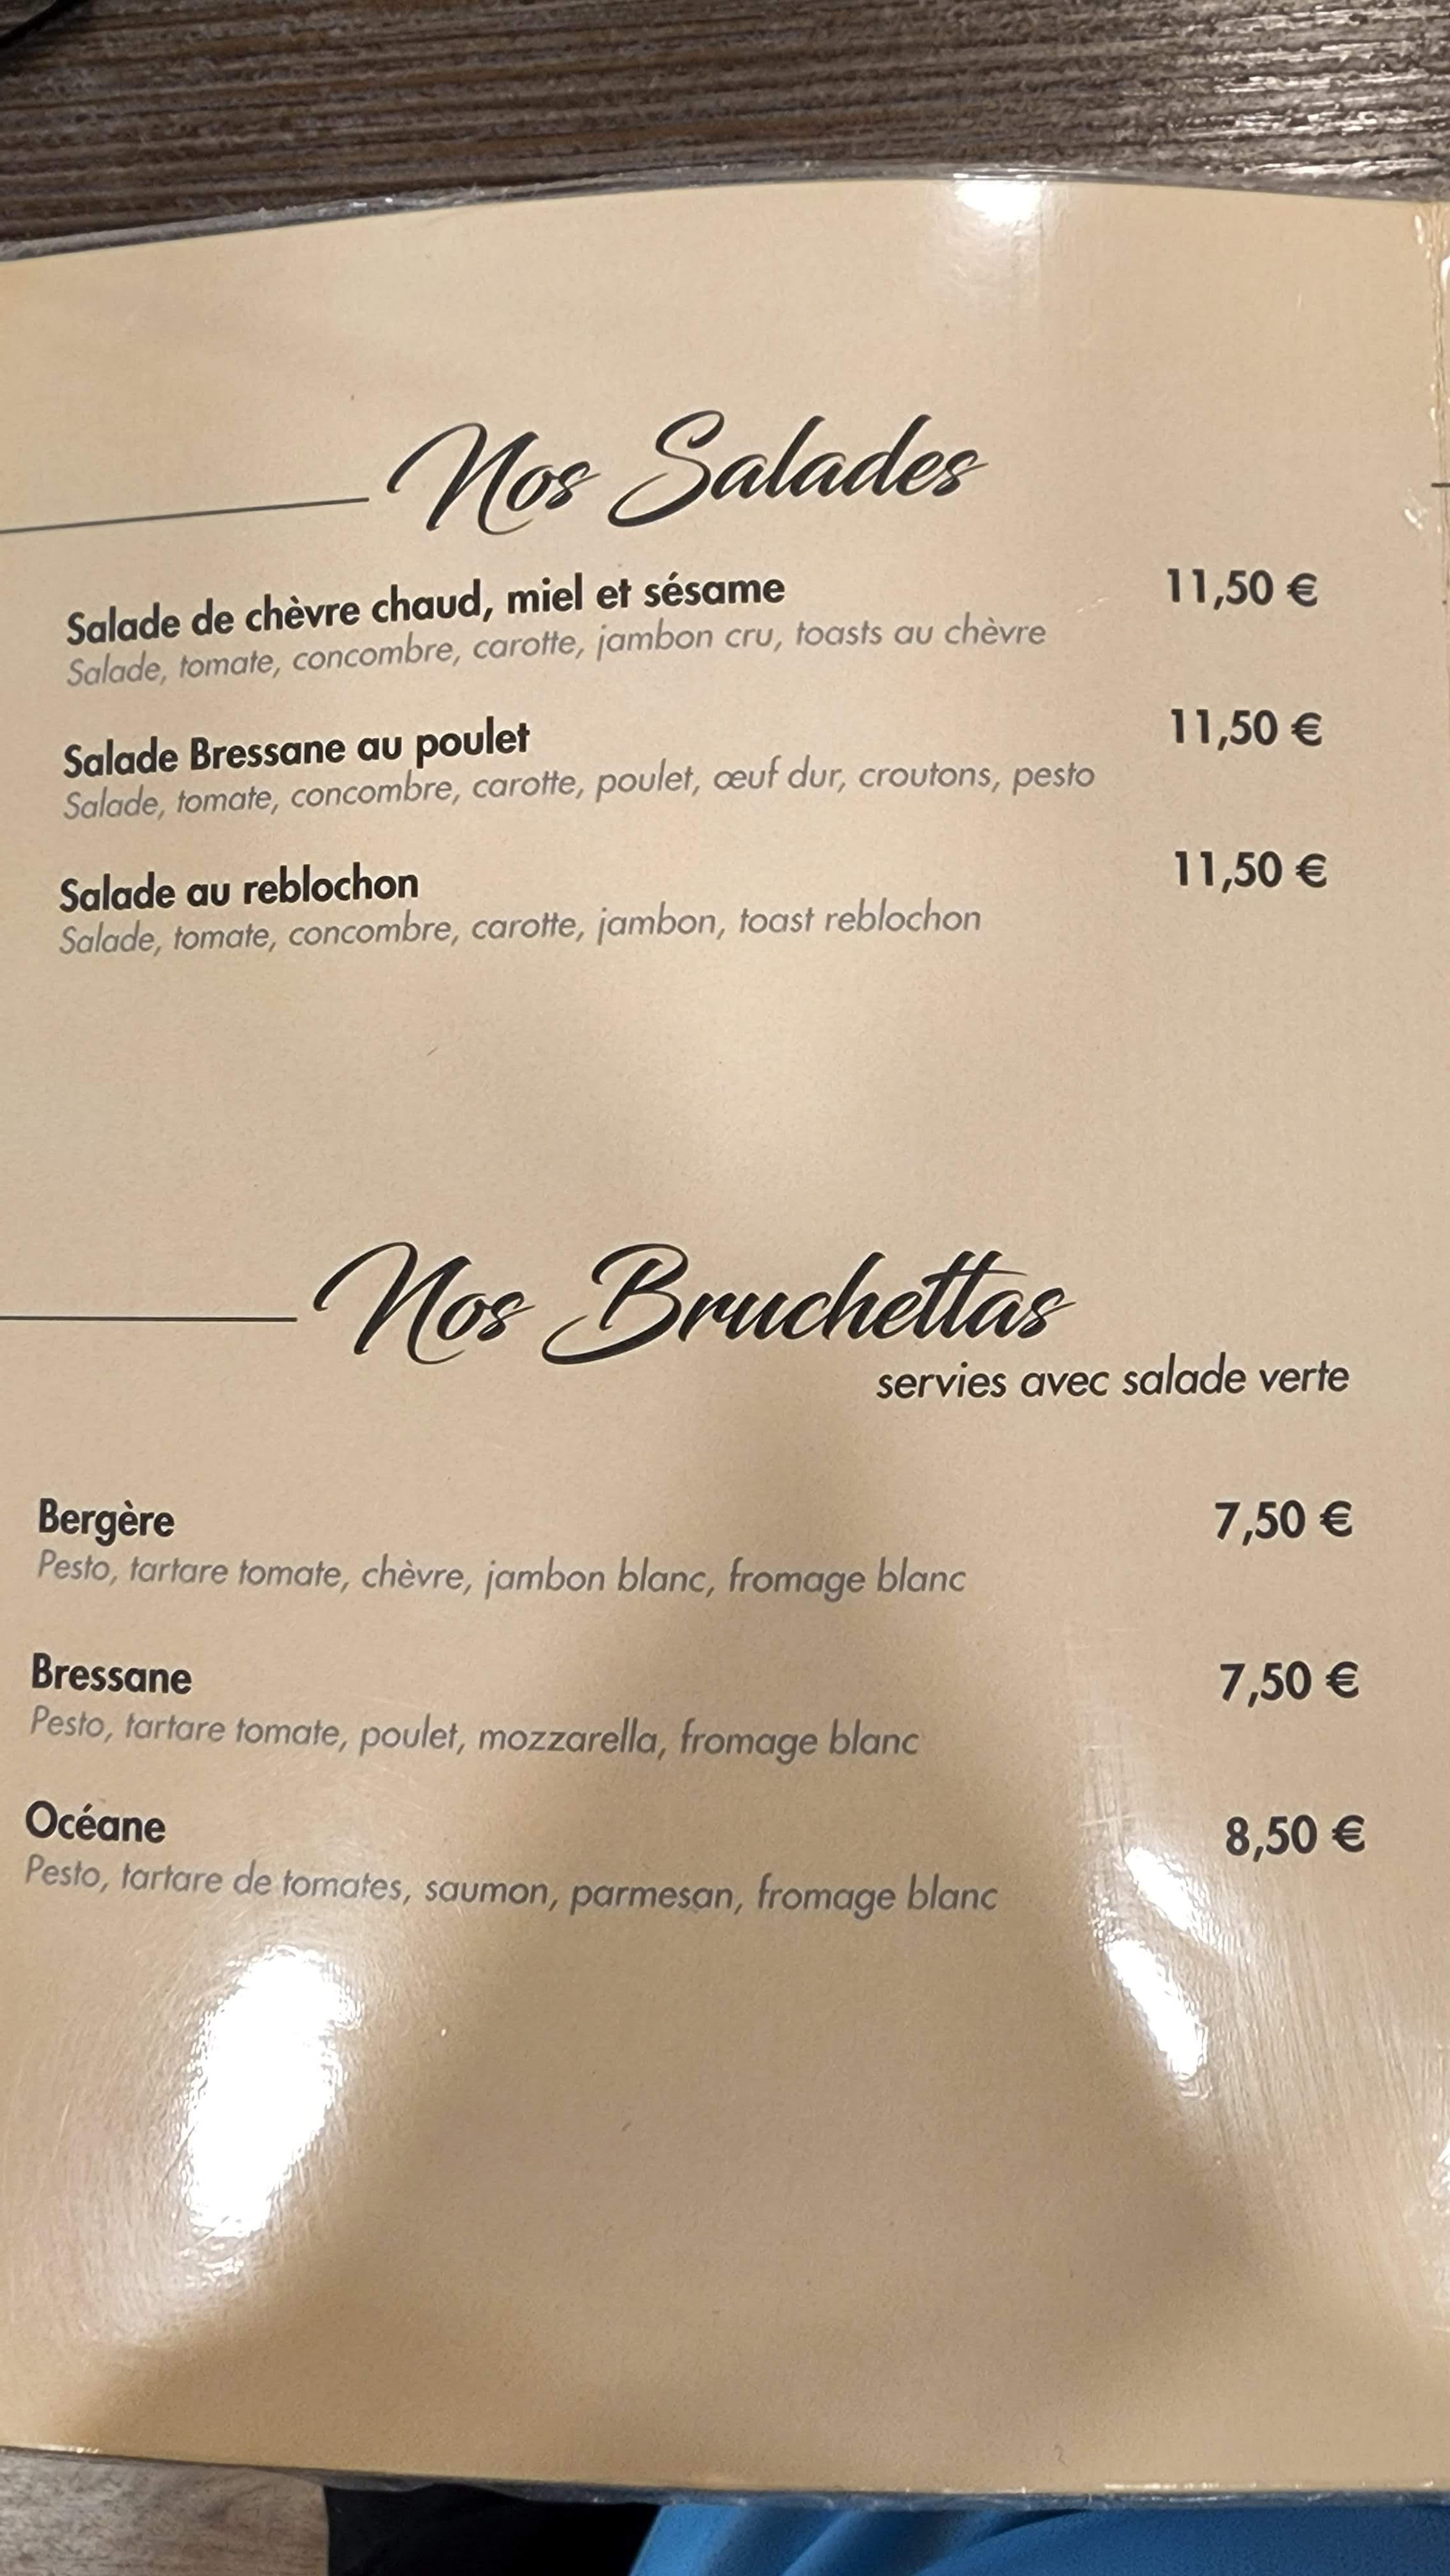 Nos Salades
Salade de chèvre chaud, miel et sésame 11,50 €
Salade, tomate, concombre, carotte, jambon cru, toasts au chèvre
Salade Bressane au poulet 11,50 €
Salade, tomate, concombre, carotte, poulet, œuf dur, croutons, pesto
Salade au reblochon 11,50 €
Salade, tomate, concombre, carotte, jambon, toast reblochon
Nos Bruchettas
servies avec salade verte
Bergère 7,50 €
Pesto, tartare tomate, chèvre, jambon blanc, fromage blanc
Bressane 7,50 €
Pesto, tartare tomate, poulet, mozzarella, fromage blanc
Océane 8,50 €
Pesto, tartare de tomates, saumon, parmesan, fromage blanc